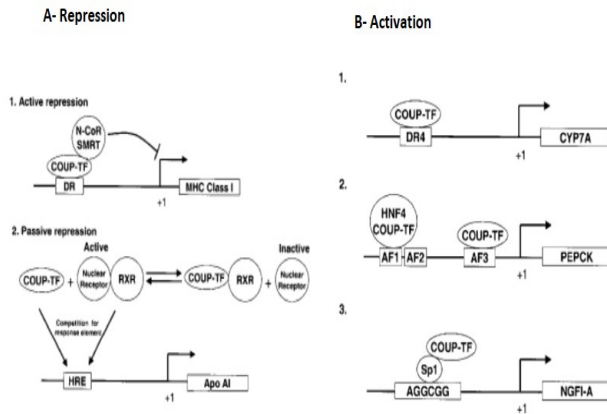 A- Repression
1. Active repression
N-CoR
SMRT
COUP-TF
DR
+1
MHC Class I
2. Passive repression
Active
Inactive
COUP-TF
+
Nuclear
Receptor
RXR
COUP-TF
RXR
+
Nuclear
Receptor
Competition for
response element
HRE
+1
Apo AI
B- Activation
1.
COUP-TF
DR4
+1
CYP7A
2.
HNF4
COUP-TF
COUP-TF
AF1
AF2
AF3
+1
PEPCK
3.
COUP-TF
Sp1
AGGCGG
+1
NGFI-A